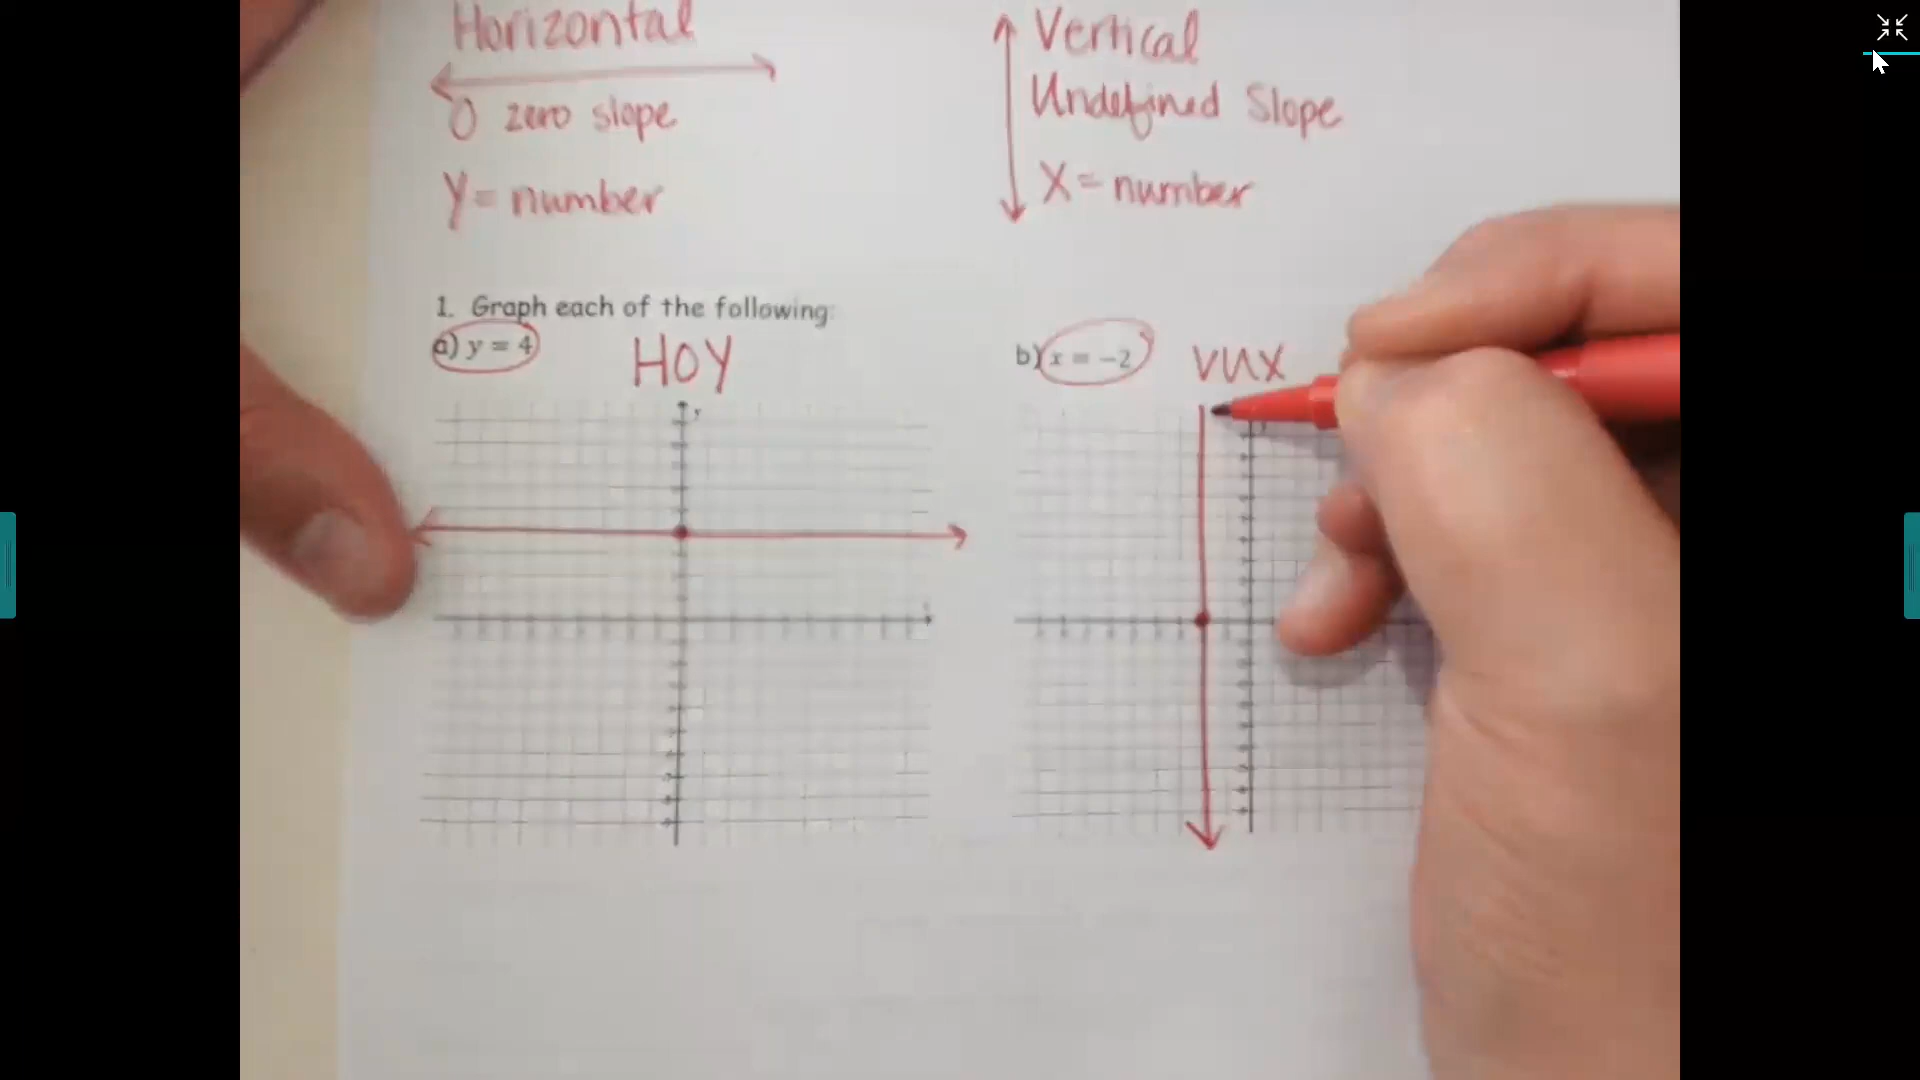 Horizontal
0 zero slope
Y = number
Vertical
Undefined Slope
X = number
1. Graph each of the following:
a) y = 4
HOY
b) x = -2
VUX
y